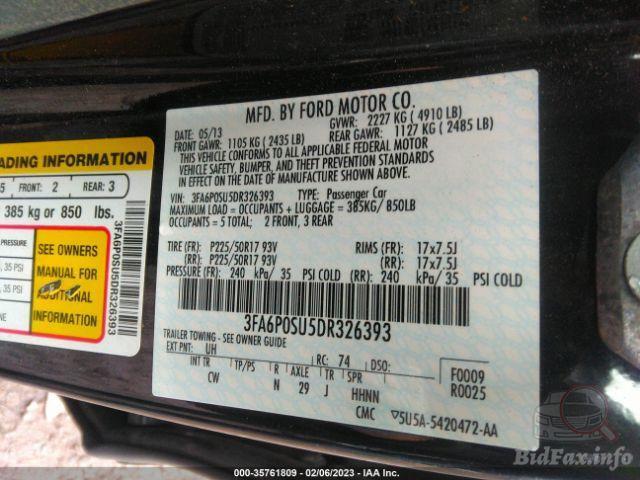 MFD. BY FORD MOTOR CO.
DATE: 05/13 GVWR: 2227 KG ( 4910 LB)
FRONT GAWR: 1105 KG ( 2435 LB) REAR GAWR: 1127 KG ( 2485 LB)
THIS VEHICLE CONFORMS TO ALL APPLICABLE FEDERAL MOTOR
VEHICLE SAFETY, BUMPER, AND THEFT PREVENTION STANDARDS
IN EFFECT ON THE DATE OF MANUFACTURE SHOWN ABOVE.
VIN: 3FA6P0SU5DR326393 TYPE: Passenger Car
MAXIMUM LOAD = OCCUPANTS + LUGGAGE = 385KG/ 850LB
OCCUPANTS = 5 TOTAL; 2 FRONT, 3 REAR
TIRE (FR): P225/50R17 93V RIMS (FR): 17x7.5J
(RR): P225/50R17 93V (RR): 17x7.5J
PRESSURE (FR): 240 kPa/ 35 PSI COLD (RR): 240 kPa/ 35 PSI COLD
3FA6P0SU5DR326393
TRAILER TOWING - SEE OWNER GUIDE
EXT PNT: UH RC: 74 DSO:
INT TR TP/PS R AXLE TR SPR F0009
CW N 29 J HHNN R0025
CMC 5U5A-5420472-AA
ADING INFORMATION
5 FRONT: 2 REAR: 3
385 kg or 850 lbs.
PRESSURE
35 PSI
35 PSI
SEE OWNERS
MANUAL FOR
ADDITIONAL
INFORMATION
3FA6P0SU5DR326393
000-35761809 - 02/06/2023 - IAA Inc.
BidFax.info